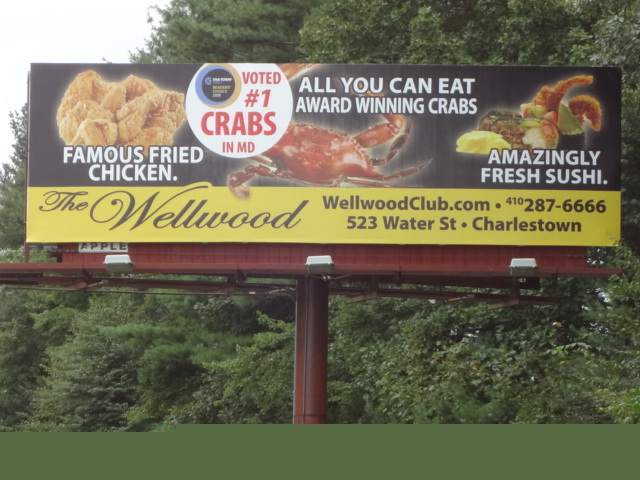 VOTED
#1
CRABS
IN MD
ALL YOU CAN EAT
AWARD WINNING CRABS
FAMOUS FRIED
CHICKEN.
AMAZINGLY
FRESH SUSHI.
The Wellwood
WellwoodClub.com • 410 287-6666
523 Water St • Charlestown
APPLE